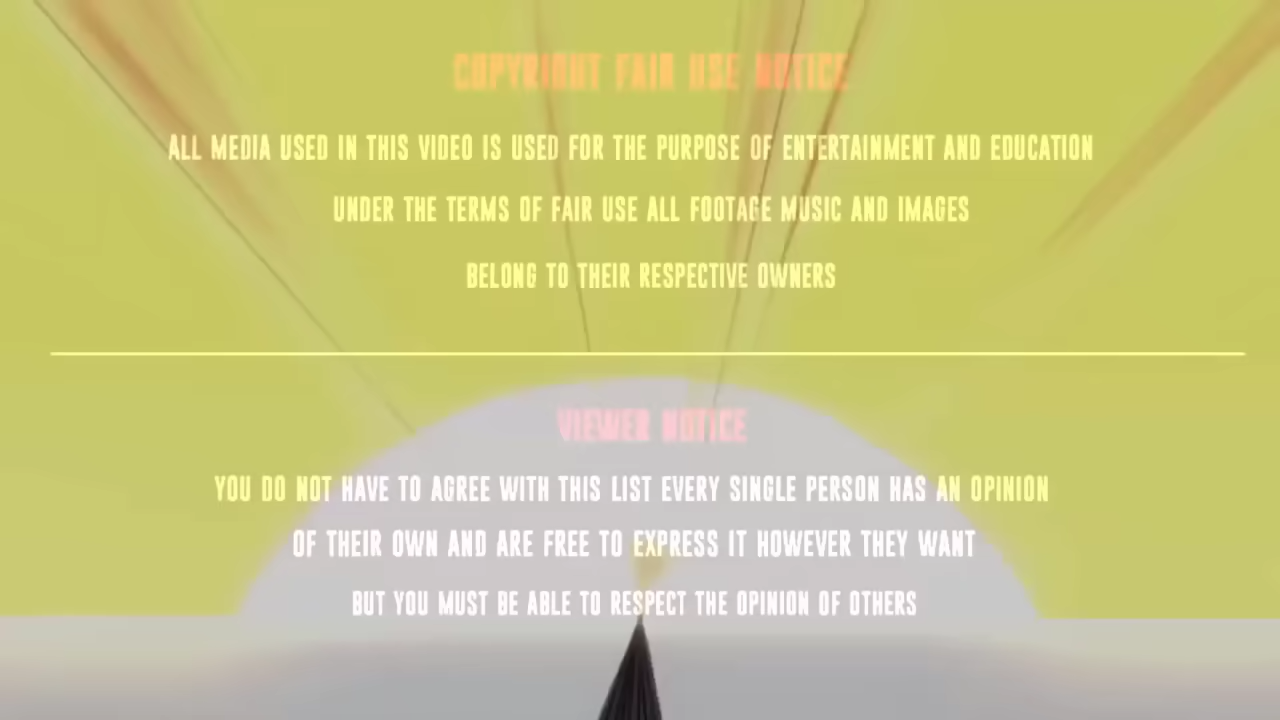 COPYRIGHT FAIR USE NOTICE
ALL MEDIA USED IN THIS VIDEO IS USED FOR THE PURPOSE OF ENTERTAINMENT AND EDUCATION
UNDER THE TERMS OF FAIR USE ALL FOOTAGE MUSIC AND IMAGES
BELONG TO THEIR RESPECTIVE OWNERS
VIEWER NOTICE
YOU DO NOT HAVE TO AGREE WITH THIS LIST EVERY SINGLE PERSON HAS AN OPINION
OF THEIR OWN AND ARE FREE TO EXPRESS IT HOWEVER THEY WANT
BUT YOU MUST BE ABLE TO RESPECT THE OPINION OF OTHERS